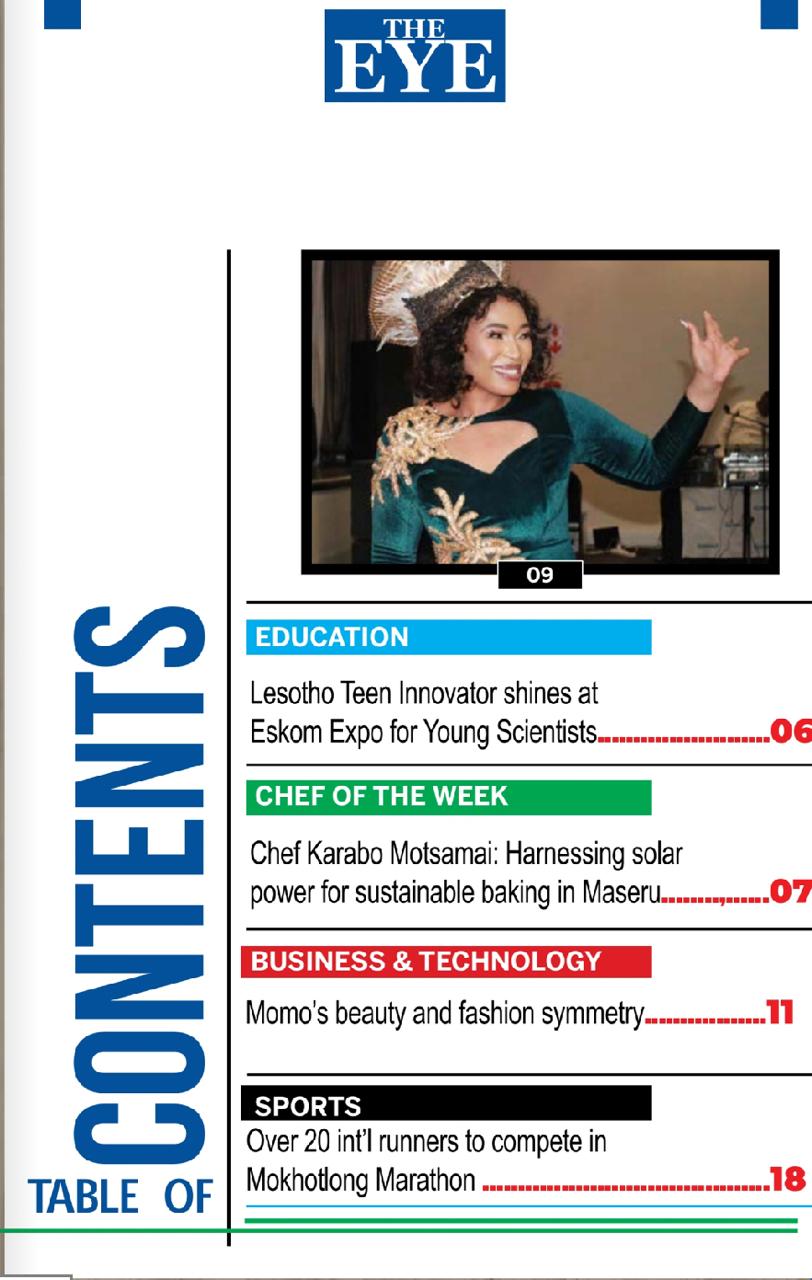 THE
EYE
09
EDUCATION
Lesotho Teen Innovator shines at
Eskom Expo for Young Scientists..........................06
CHEF OF THE WEEK
Chef Karabo Motsamai: Harnessing solar
power for sustainable baking in Maseru........,......07
BUSINESS & TECHNOLOGY
Momo's beauty and fashion symmetry..................11
SPORTS
Over 20 int'l runners to compete in
Mokhotlong Marathon ...........................................18
TABLE OF
CONTENTS